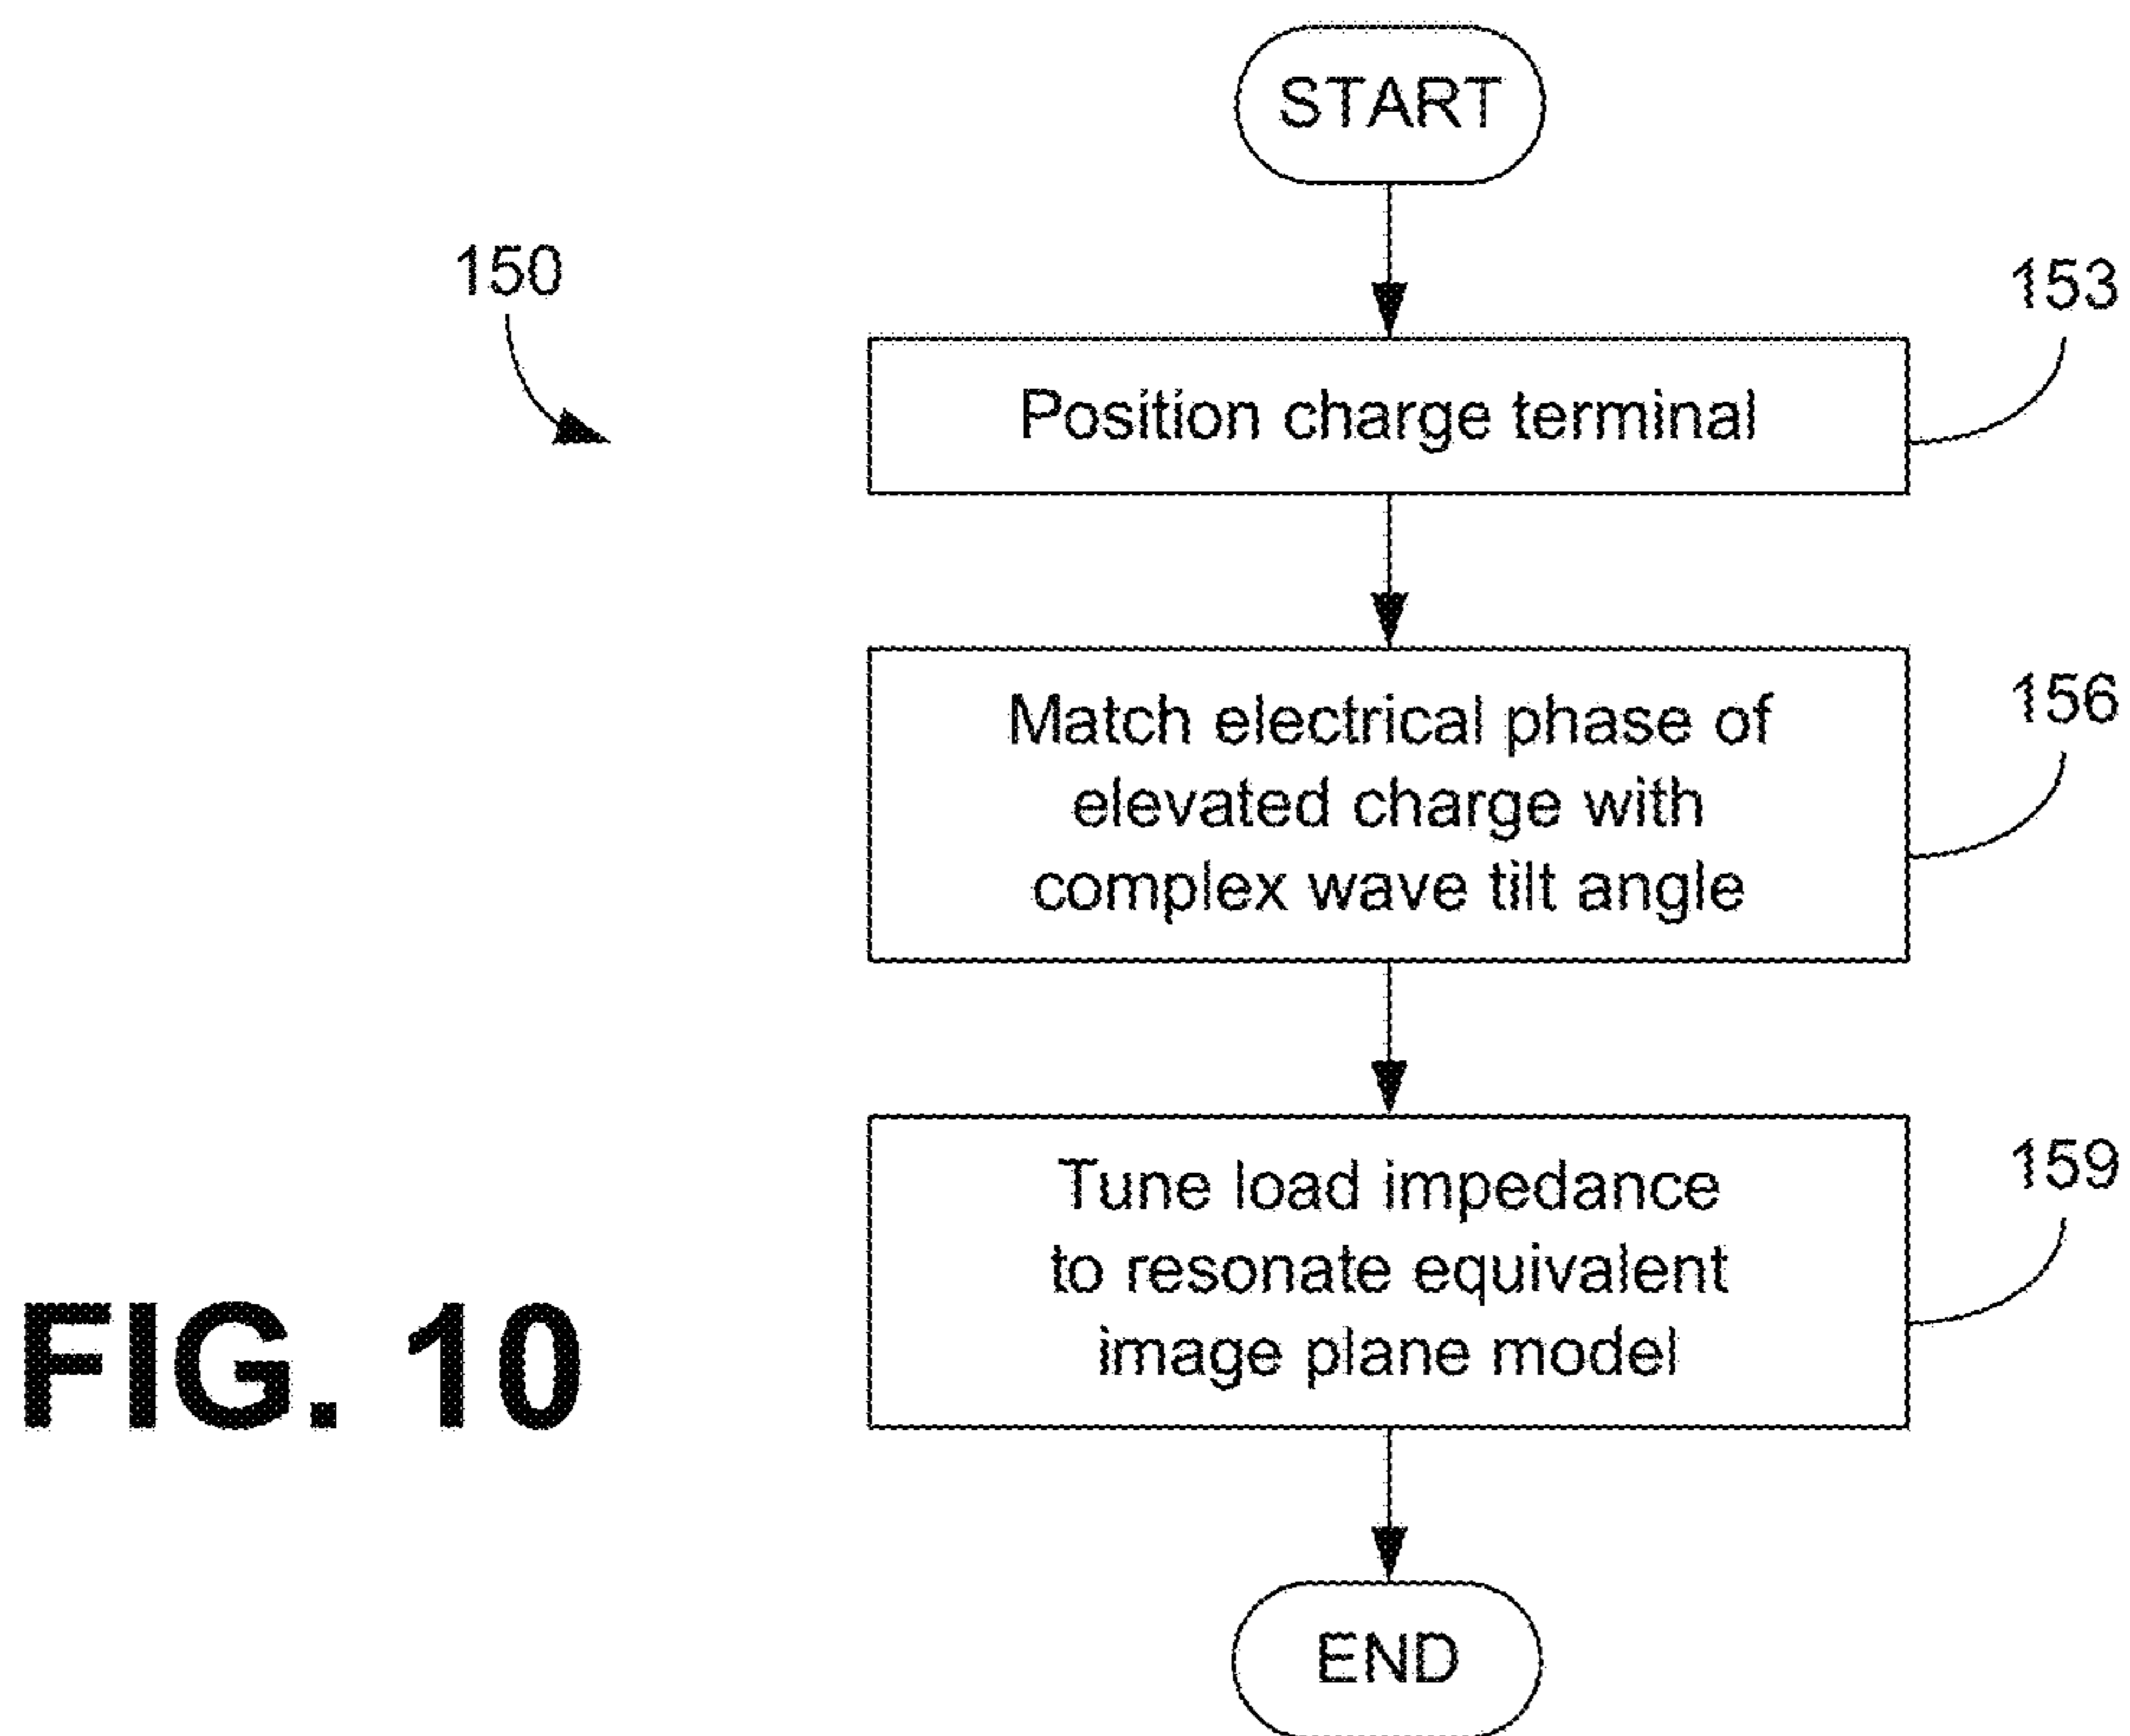 START
150
153
Position charge terminal
156
Match electrical phase of
elevated charge with
complex wave tilt angle
159
Tune load impedance
to resonate equivalent
image plane model
FIG. 10
END